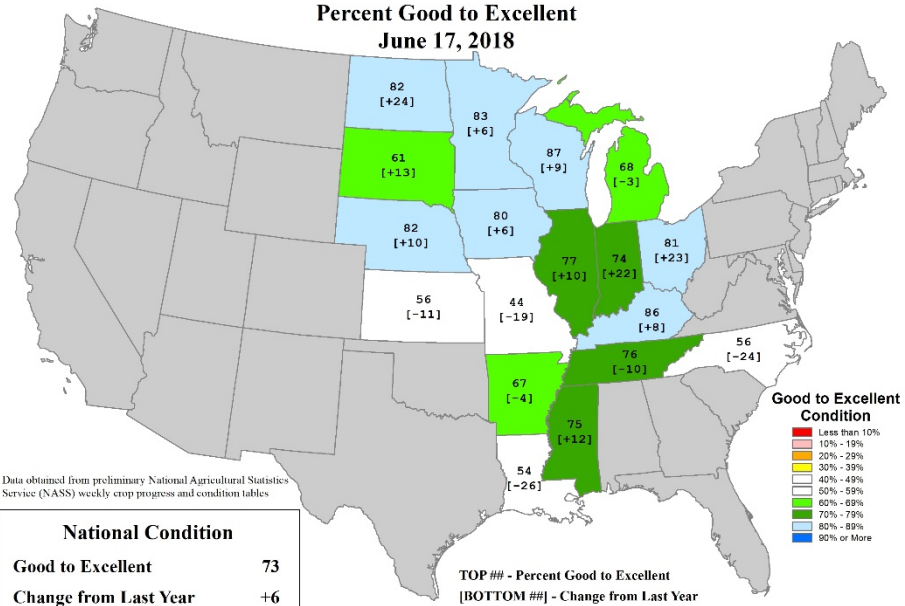 Percent Good to Excellent
June 17, 2018
82
[+24]
83
[+6]
87
[+9]
61
[+13]
68
[-3]
82
[+10]
80
[+6]
77
[+10]
74
[+22]
81
[+23]
56
[-11]
44
[-19]
86
[+8]
76
[-10]
56
[-24]
67
[-4]
75
[+12]
54
[-26]
Good to Excellent
Condition
Less than 10%
10% - 19%
20% - 29%
30% - 39%
40% - 49%
50% - 59%
60% - 69%
70% - 79%
80% - 89%
90% or More
Data obtained from preliminary National Agricultural Statistics
Service (NASS) weekly crop progress and condition tables
National Condition
Good to Excellent 73
Change from Last Year +6
TOP ## - Percent Good to Excellent
[BOTTOM ##] - Change from Last Year